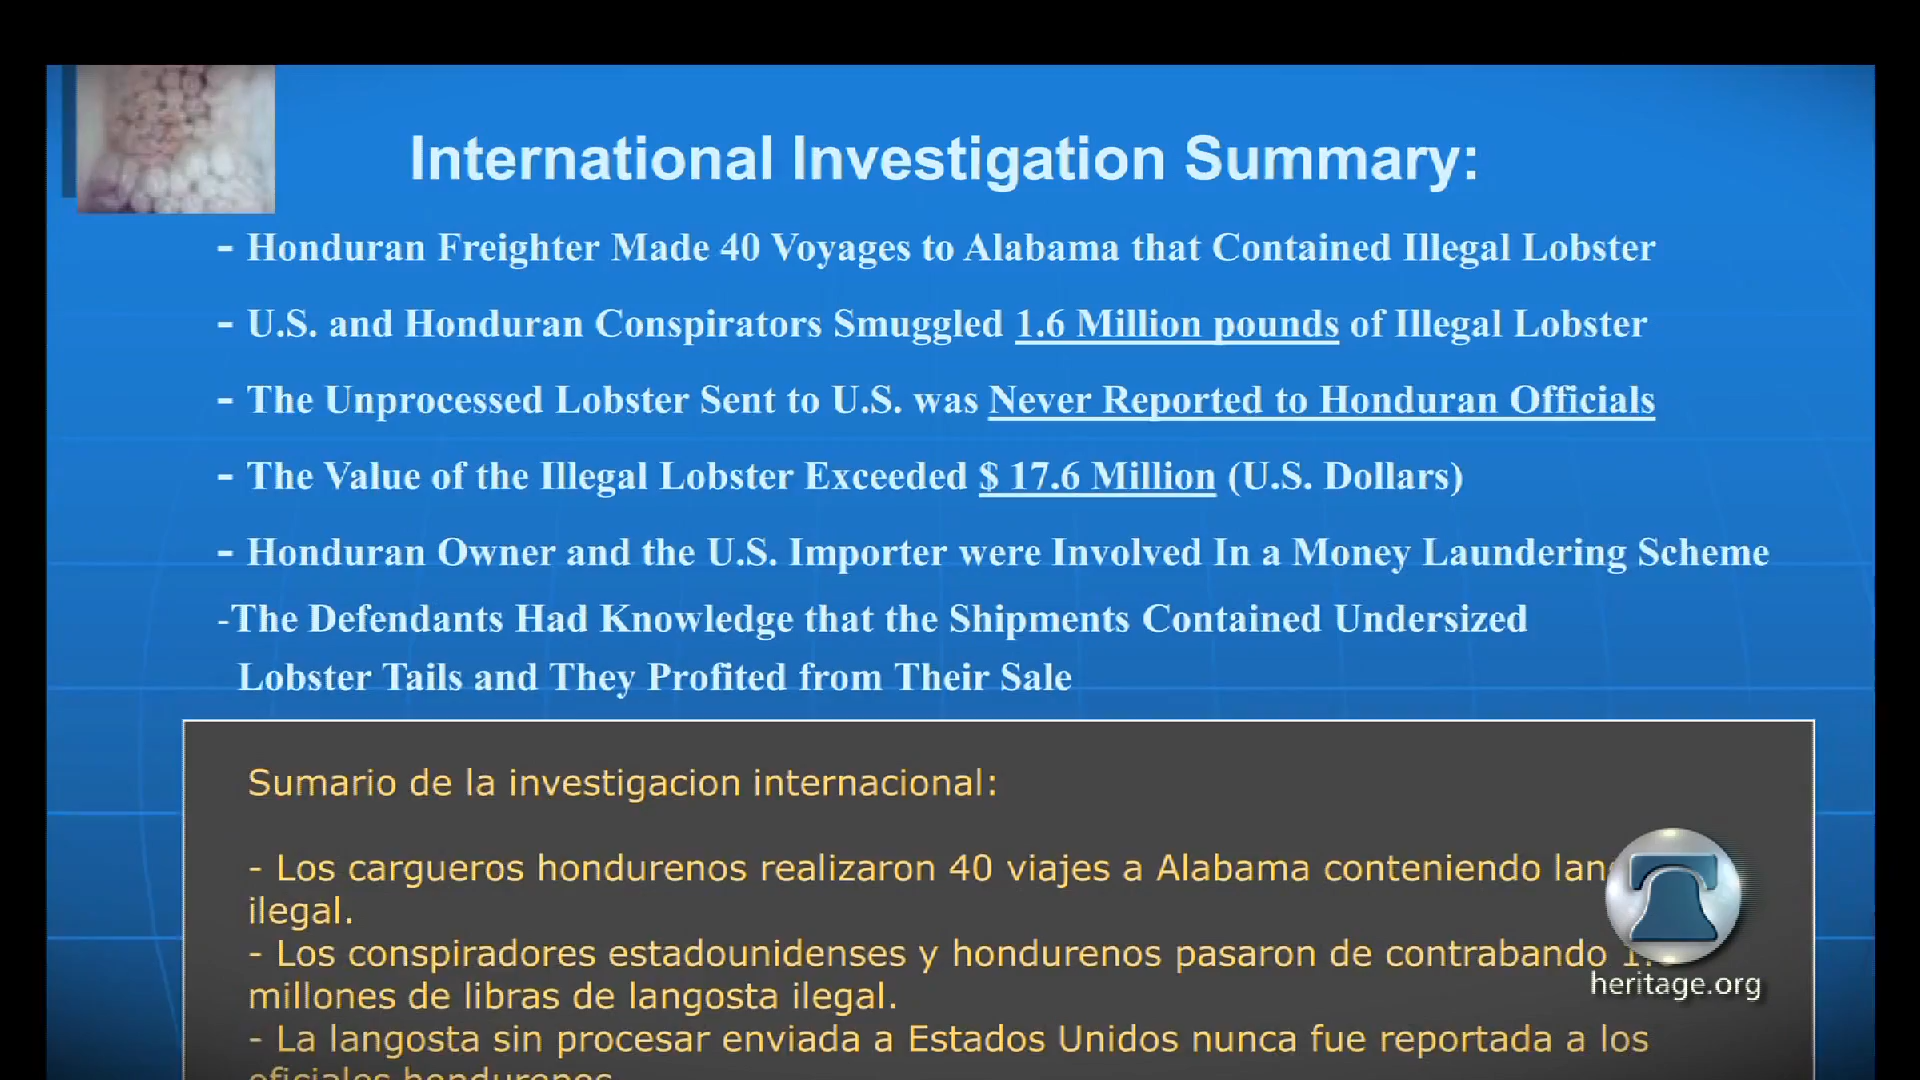 International Investigation Summary:
- Honduran Freighter Made 40 Voyages to Alabama that Contained Illegal Lobster
- U.S. and Honduran Conspirators Smuggled 1.6 Million pounds of Illegal Lobster
- The Unprocessed Lobster Sent to U.S. was Never Reported to Honduran Officials
- The Value of the Illegal Lobster Exceeded $ 17.6 Million (U.S. Dollars)
- Honduran Owner and the U.S. Importer were Involved In a Money Laundering Scheme
-The Defendants Had Knowledge that the Shipments Contained Undersized
Lobster Tails and They Profited from Their Sale
Sumario de la investigacion internacional:
- Los cargueros hondurenos realizaron 40 viajes a Alabama conteniendo
ilegal.
- Los conspiradores estadounidenses y hondurenos pasaron de contrabando
millones de libras de langosta ilegal.
- La langosta sin procesar enviada a Estados Unidos nunca fue reportada a los
oficiales hondurenos
heritage.org